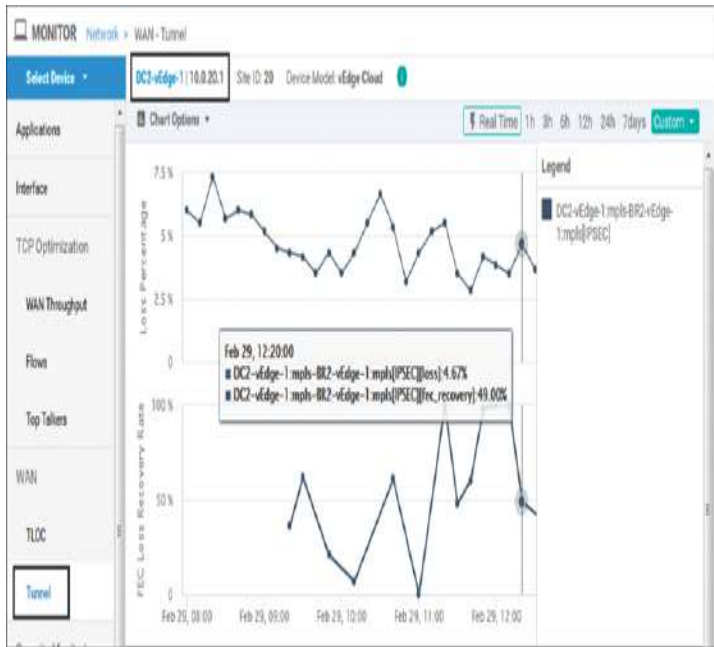 MONITOR Network > WAN - Tunnel
Select Device
DC2-vEdge-1 | 10.0.20.1 Site ID: 20 Device Model: vEdge Cloud
Applications
Interface
TCP Optimization
WAN Throughput
Flows
Top Talkers
WAN
TLOC
Tunnel
Chart Options
Real Time 1h 3h 6h 12h 24h 7days Custom
Legend
DC2-vEdge-1:mpls-BR2-vEdge-
1:mpls[IPSEC]
Loss Percentage
7.5 %
5 %
2.5 %
0
Feb 29, 12:20:00
DC2-vEdge-1:mpls-BR2-vEdge-1:mpls[IPSEC][loss]:4.67%
DC2-vEdge-1:mpls-BR2-vEdge-1:mpls[IPSEC][fec_recovery]:49.00%
FEC Loss Recovery Rate
100 %
50 %
0
Feb 29, 08:00 Feb 29, 09:00 Feb 29, 10:00 Feb 29, 11:00 Feb 29, 12:00